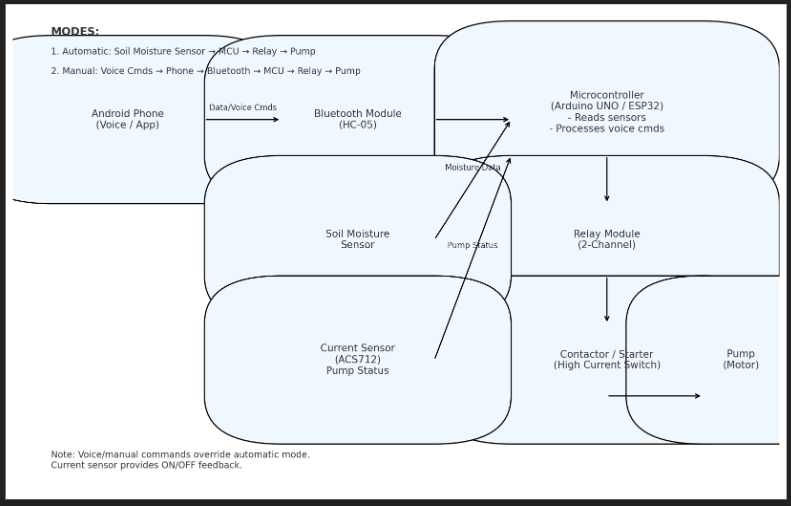 MODES:
1. Automatic: Soil Moisture Sensor → MCU → Relay → Pump
2. Manual: Voice Cmds → Phone → Bluetooth → MCU → Relay → Pump
Android Phone
(Voice / App)
Data/Voice Cmds
Bluetooth Module
(HC-05)
Microcontroller
(Arduino UNO / ESP32)
- Reads sensors
- Processes voice cmds
Moisture Data
Soil Moisture
Sensor
Pump Status
Relay Module
(2-Channel)
Current Sensor
(ACS712)
Pump Status
Contactor / Starter
(High Current Switch)
Pump
(Motor)
Note: Voice/manual commands override automatic mode.
Current sensor provides ON/OFF feedback.